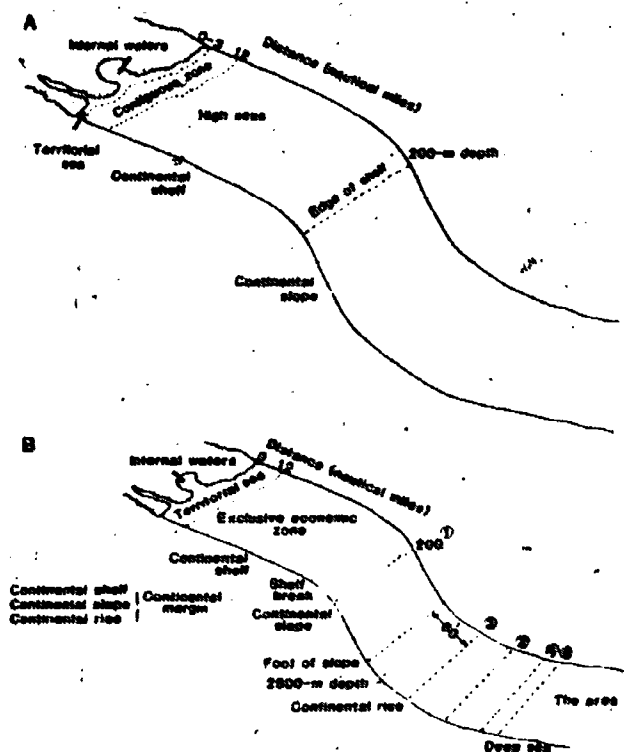 A
Internal waters
0-3
12
Distance (nautical miles)
Contiguous zone
High seas
Territorial
sea
Continental
shelf
200-m depth
Edge of shelf
Continental
slope
B
Internal waters
0
12
Distance (nautical miles)
Territorial sea
Exclusive economic
zone
200 ①
Continental
shelf
Shelf
break
Continental shelf
Continental slope
Continental rise
Continental
margin
Continental
slope
60
Foot of slope
2500-m depth
Continental rise
The area
Deep sea